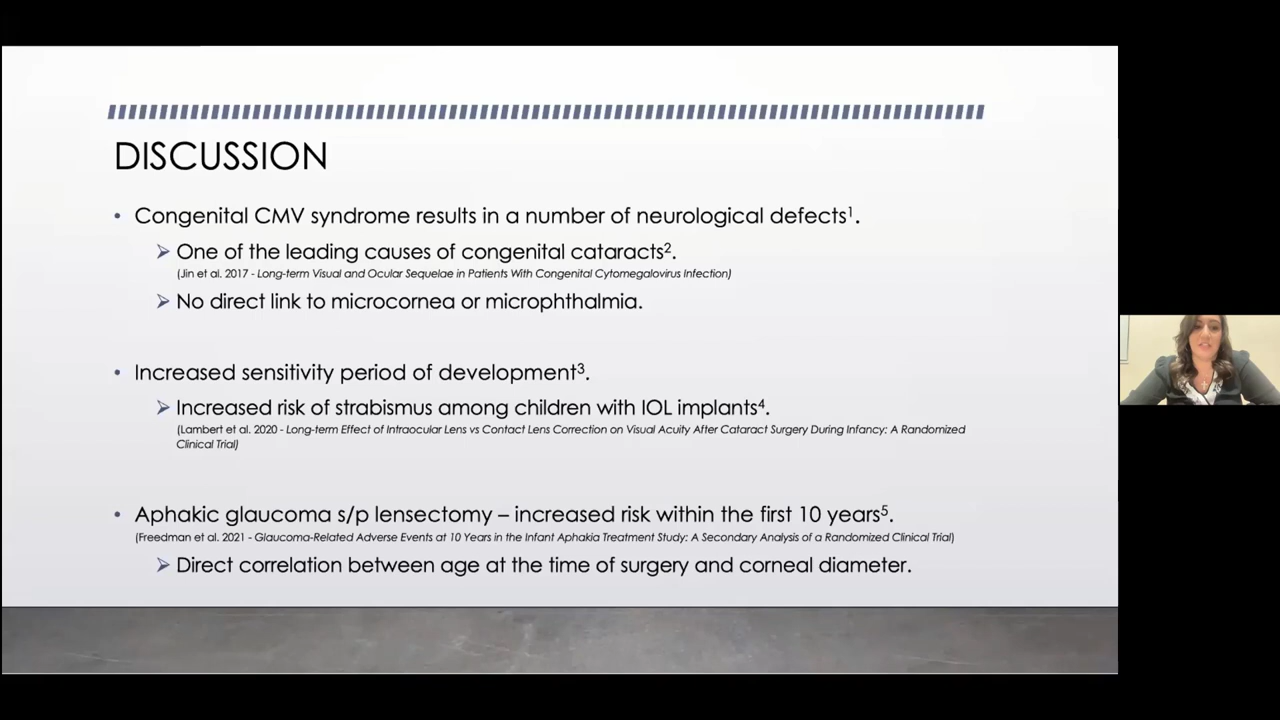 DISCUSSION
• Congenital CMV syndrome results in a number of neurological defects¹.
➢ One of the leading causes of congenital cataracts².
(Jin et al. 2017 - Long-term Visual and Ocular Sequelae in Patients With Congenital Cytomegalovirus Infection)
➢ No direct link to microcornea or microphthalmia.
• Increased sensitivity period of development³.
➢ Increased risk of strabismus among children with IOL implants⁴.
(Lambert et al. 2020 - Long-term Effect of Intraocular Lens vs Contact Lens Correction on Visual Acuity After Cataract Surgery During Infancy: A Randomized
Clinical Trial)
• Aphakic glaucoma s/p lensectomy – increased risk within the first 10 years⁵.
(Freedman et al. 2021 - Glaucoma-Related Adverse Events at 10 Years in the Infant Aphakia Treatment Study: A Secondary Analysis of a Randomized Clinical Trial)
➢ Direct correlation between age at the time of surgery and corneal diameter.